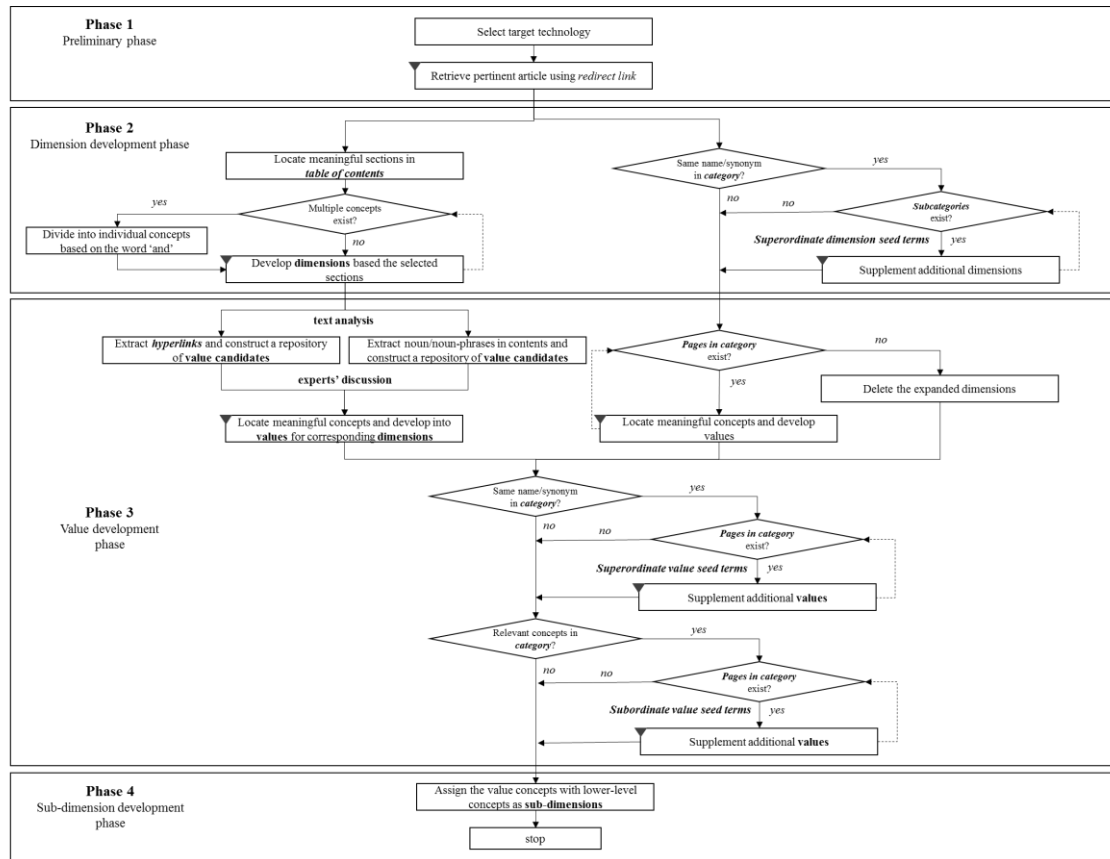 Phase 1
Preliminary phase
Select target technology
Retrieve pertinent article using redirect link
Phase 2
Dimension development phase
Locate meaningful sections in
table of contents
Multiple concepts
exist?
yes
no
Divide into individual concepts
based on the word ‘and’
Develop dimensions based the selected
sections
Same name/synonym
in category?
yes
no
no
Subcategories
exist?
Superordinate dimension seed terms
yes
Supplement additional dimensions
Phase 3
Value development
phase
text analysis
Extract hyperlinks and construct a repository
of value candidates
Extract noun/noun-phrases in contents and
construct a repository of value candidates
experts’ discussion
Locate meaningful concepts and develop into
values for corresponding dimensions
Pages in category
exist?
no
yes
Delete the expanded dimensions
Locate meaningful concepts and develop
values
Same name/synonym
in category?
yes
no
no
Pages in category
exist?
Superordinate value seed terms
yes
Supplement additional values
Relevant concepts in
category?
yes
no
no
Pages in category
exist?
Subordinate value seed terms
yes
Supplement additional values
Phase 4
Sub-dimension development
phase
Assign the value concepts with lower-level
concepts as sub-dimensions
stop